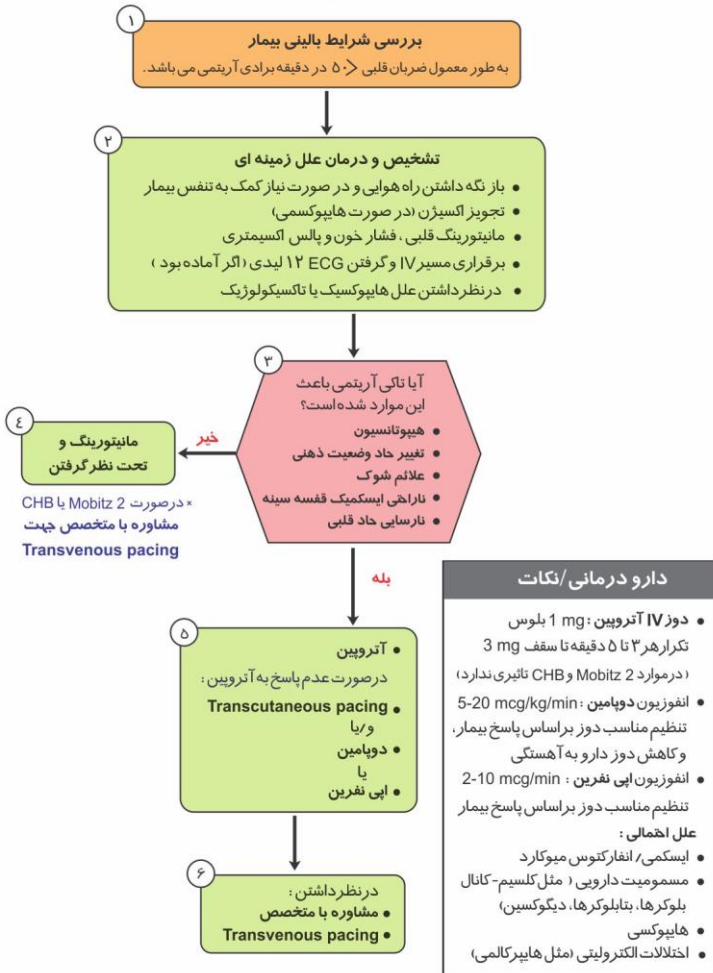 ۱
بررسی شرایط بالینی بیمار
به طور معمول ضربان قلبی <۵۰ در دقیقه برادی آریتمی می باشد.
۲
تشخیص و درمان علل زمینه ای
• باز نگه داشتن راه هوایی و در صورت نیاز کمک به تنفس بیمار
• تجویز اکسیژن (در صورت هایپوکسمی)
• مانیتورینگ قلبی ، فشار خون و پالس اکسیمتری
• برقراری مسیر IV و گرفتن ECG ۱۲ لیدی (اگر آماده بود )
• درنظر داشتن علل هایپوکسیک یا تاکسیکولوژیک
۳
آیا تاکی آریتمی باعث
این موارد شده است؟
• هیپوتانسیون
• تغییر حاد وضعیت ذهنی
• علائم شوک
• ناراحتی ایسکمیک قفسه سینه
• نارسایی حاد قلبی
خیر
٤
مانیتورینگ و
تحت نظر گرفتن
* درصورت Mobitz 2 یا CHB
مشاوره با متخصص جهت
Transvenous pacing
بله
۵
• آتروپین
درصورت عدم پاسخ به آتروپین :
• Transcutaneous pacing
و/یا
• دوپامین
یا
• اپی نفرین
۶
درنظر داشتن :
• مشاوره با متخصص
• Transvenous pacing
دارو درمانی/نکات
• دوز IV آتروپین : 1 mg بلوس
تکرار هر ۳ تا ۵ دقیقه تا سقف 3 mg
(درموارد Mobitz 2 و CHB تاثیری ندارد)
• انفوزیون دوپامین : 5-20 mcg/kg/min
تنظیم مناسب دوز براساس پاسخ بیمار،
و کاهش دوز دارو به آهستگی
• انفوزیون اپی نفرین : 2-10 mcg/min
تنظیم مناسب دوز براساس پاسخ بیمار
علل احتمالی :
• ایسکمی/ انفارکتوس میوکارد
• مسمومیت دارویی ( مثل کلسیم-کانال
بلوکرها، بتابلوکرها، دیگوکسین)
• هایپوکسی
• اختلالات الکترولیتی (مثل هایپرکالمی)